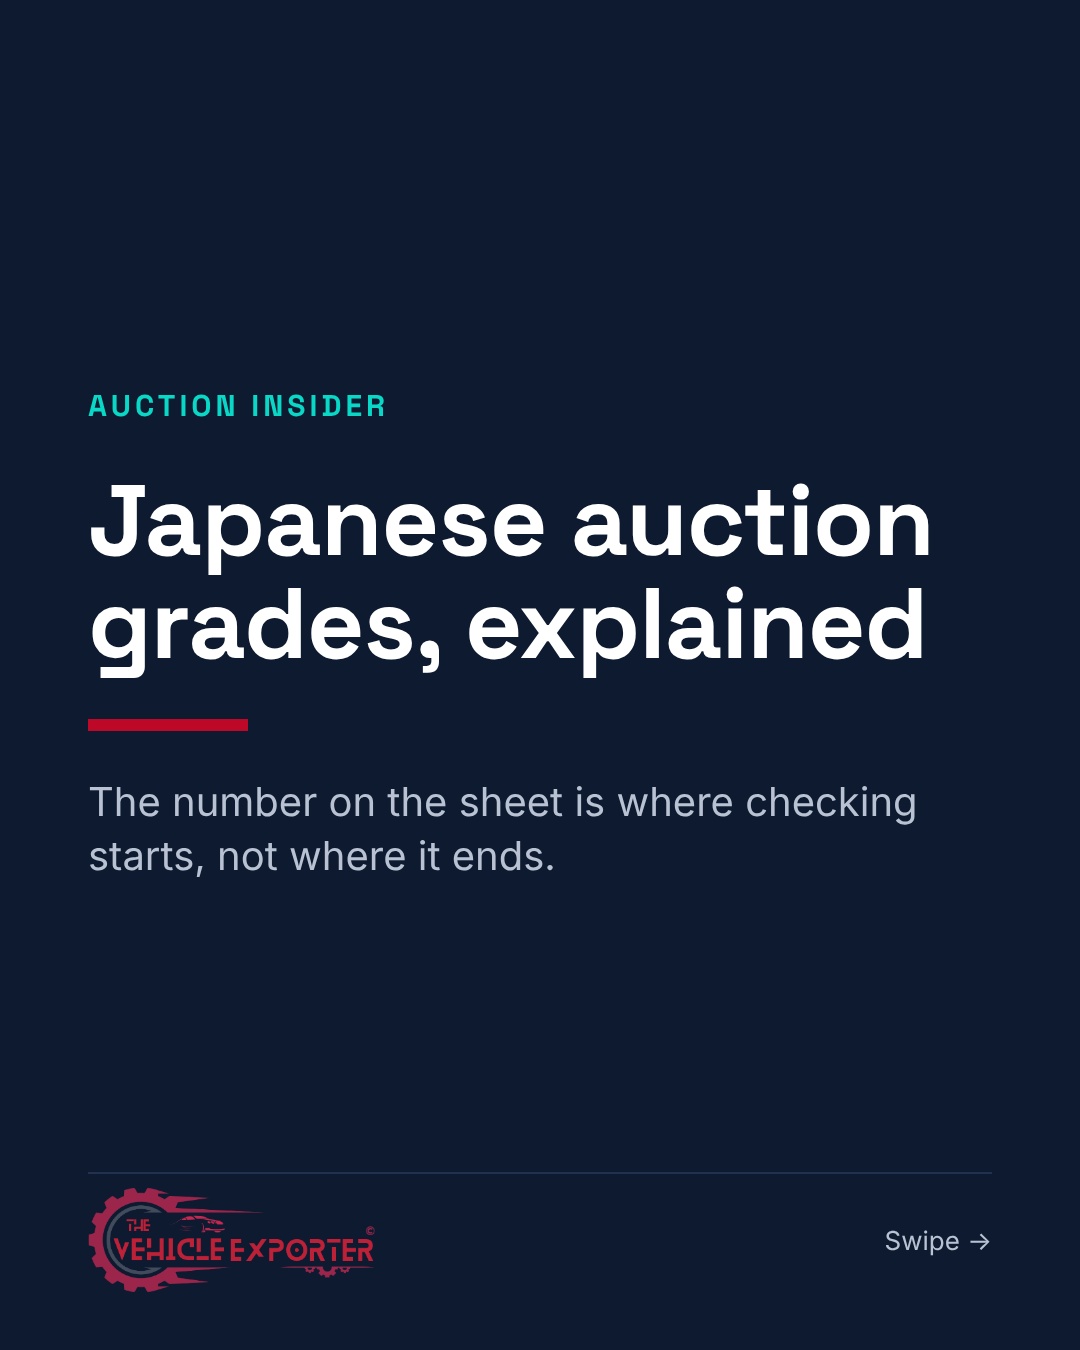 AUCTION INSIDER
Japanese auction
grades, explained
The number on the sheet is where checking
starts, not where it ends.
THE
VEHICLE EXPORTER ©
Swipe →